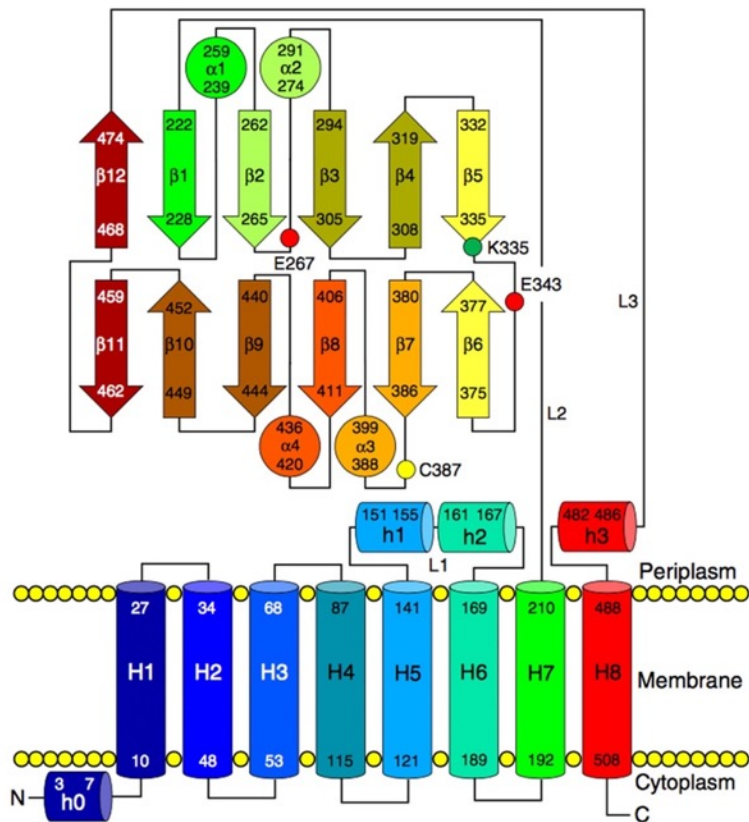 259 291
α1 α2
239 274
474 222 262 294 319 332
β12 β1 β2 β3 β4 β5
468 228 265 305 308 335
K335
E267
E343
459 452 440 406 380 377
L3
β11 β10 β9 β8 β7 β6
462 449 444 411 386 375
L2
436 399
α4 α3
420 388
C387
151 155 161 167 482 486
h1 h2 h3
L1
Periplasm
27 34 68 87 141 169 210 488
H1 H2 H3 H4 H5 H6 H7 H8
Membrane
10 48 53 115 121 189 192 508
Cytoplasm
3 7
N h0
C